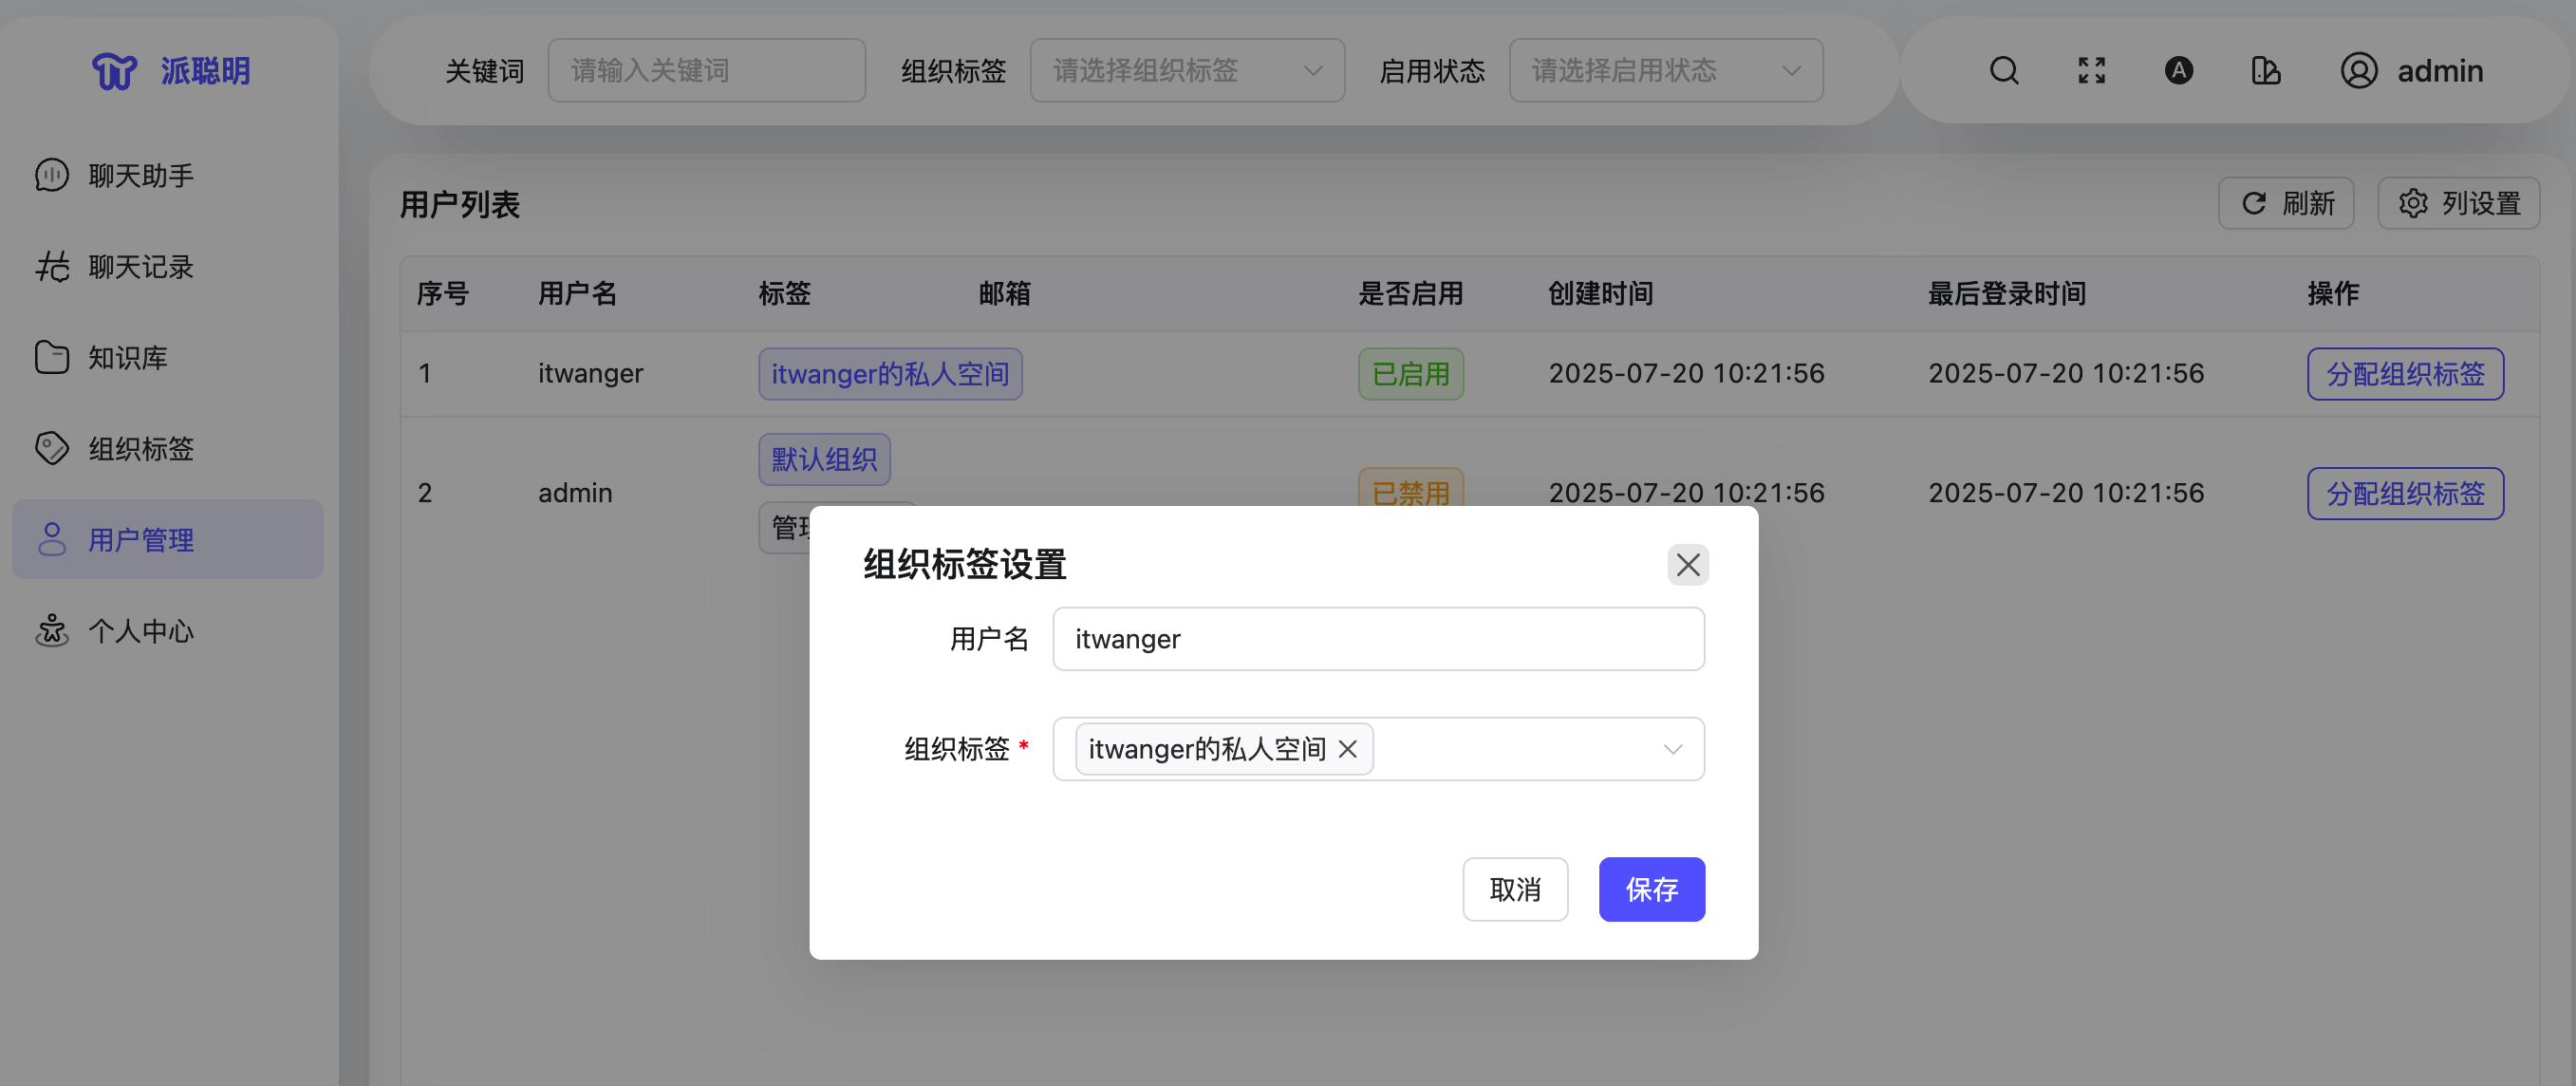 派聪明
关键词 请输入关键词 组织标签 请选择组织标签 启用状态 请选择启用状态
A admin
聊天助手
聊天记录
知识库
组织标签
用户管理
个人中心
用户列表 刷新 列设置
序号 用户名 标签 邮箱 是否启用 创建时间 最后登录时间 操作
1 itwanger itwanger的私人空间 已启用 2025-07-20 10:21:56 2025-07-20 10:21:56 分配组织标签
默认组织
2 admin 已禁用 2025-07-20 10:21:56 2025-07-20 10:21:56 分配组织标签
管理
组织标签设置
用户名 itwanger
组织标签 * itwanger的私人空间
取消 保存